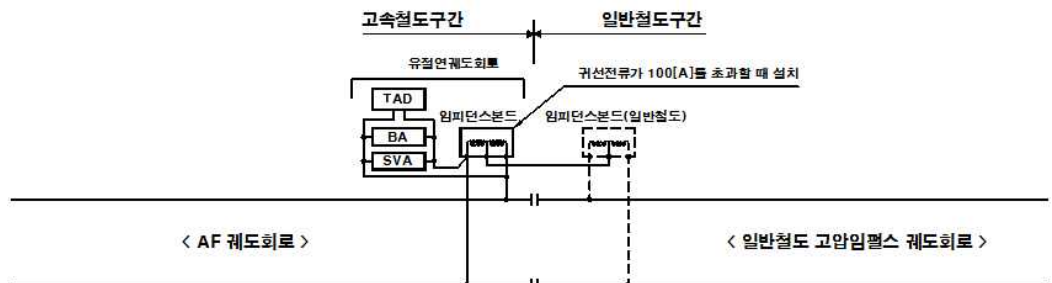 고속철도구간
일반철도구간
유절연궤도회로
귀선전류가 100[A]를 초과할 때 설치
TAD
임피던스본드
임피던스본드(일반철도)
BA
SVA
< AF 궤도회로 >
< 일반철도 고압임펄스 궤도회로 >